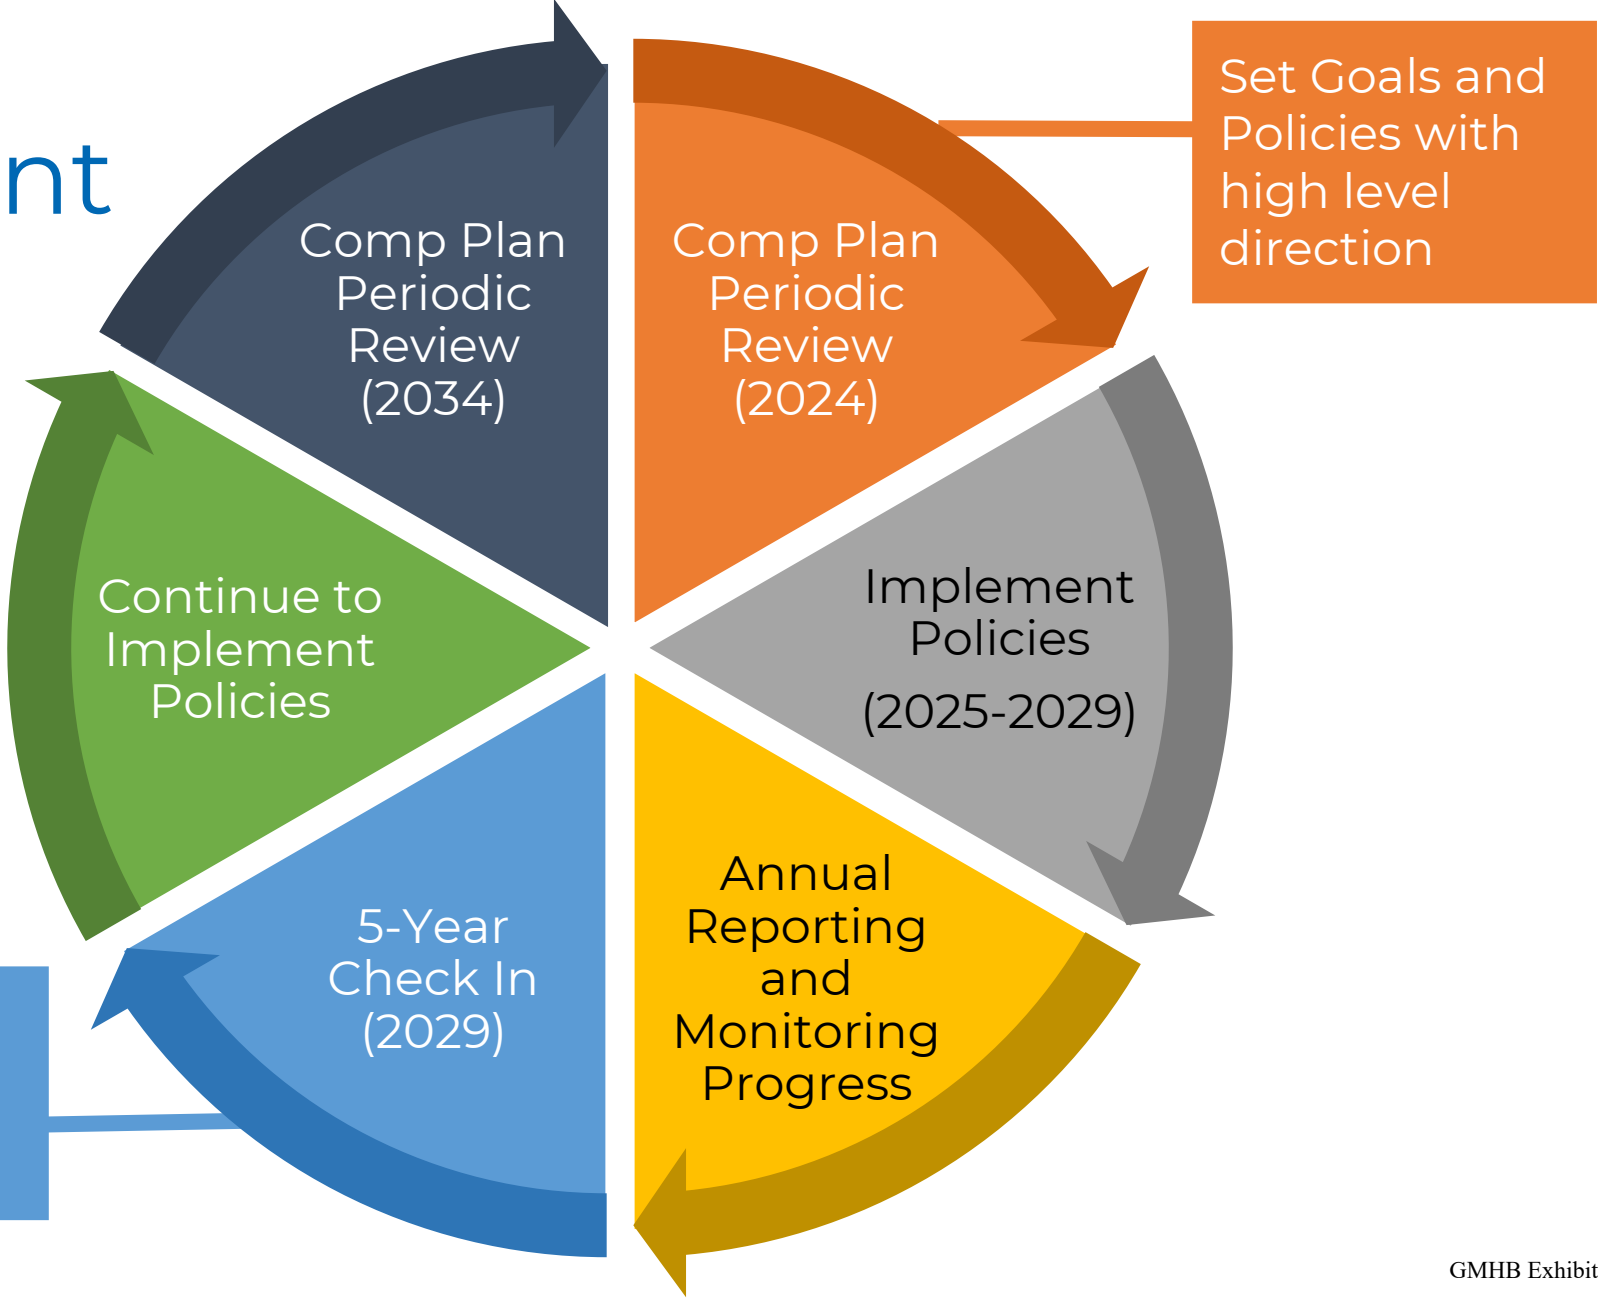 nt
Set Goals and
Policies with
high level
direction
Comp Plan
Periodic
Review
(2034)
Comp Plan
Periodic
Review
(2024)
Implement
Policies
(2025-2029)
Annual
Reporting
and
Monitoring
Progress
5-Year
Check In
(2029)
Continue to
Implement
Policies
GMHB Exhibit